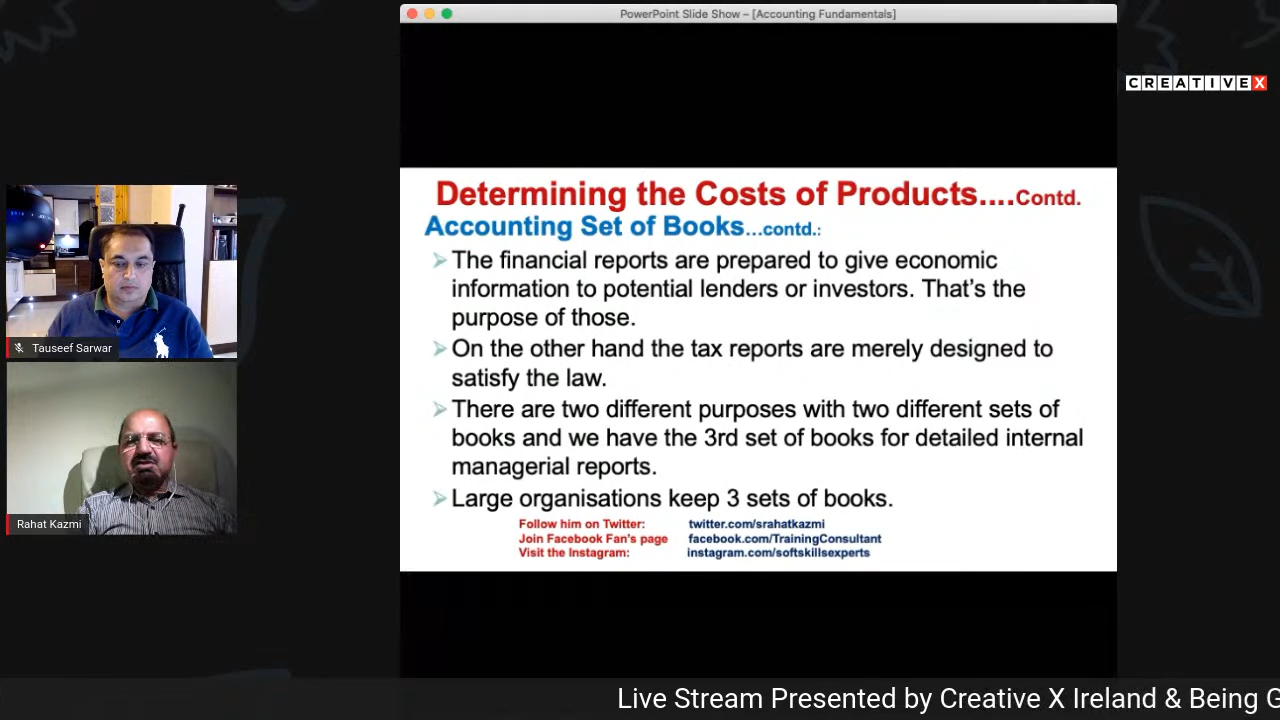 PowerPoint Slide Show – [Accounting Fundamentals]
CREATIVEX
Determining the Costs of Products....Contd.
Accounting Set of Books...contd.:
The financial reports are prepared to give economic
information to potential lenders or investors. That's the
purpose of those.
On the other hand the tax reports are merely designed to
satisfy the law.
There are two different purposes with two different sets of
books and we have the 3rd set of books for detailed internal
managerial reports.
Large organisations keep 3 sets of books.
Follow him on Twitter: twitter.com/srahatkazmi
Join Facebook Fan's page facebook.com/TrainingConsultant
Visit the Instagram: instagram.com/softskillsexperts
Tauseef Sarwar
Rahat Kazmi
Live Stream Presented by Creative X Ireland & Being G